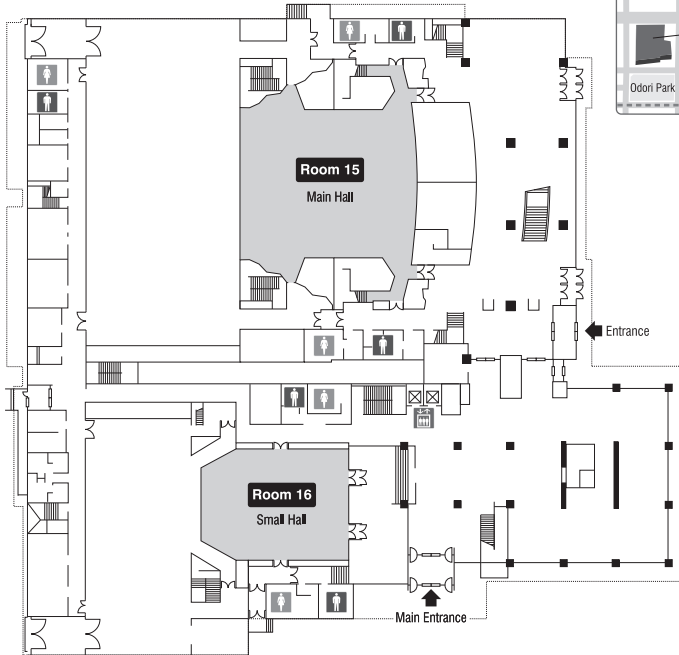 Odori Park
Room 15
Main Hall
Entrance
Room 16
Small Hall
Main Entrance